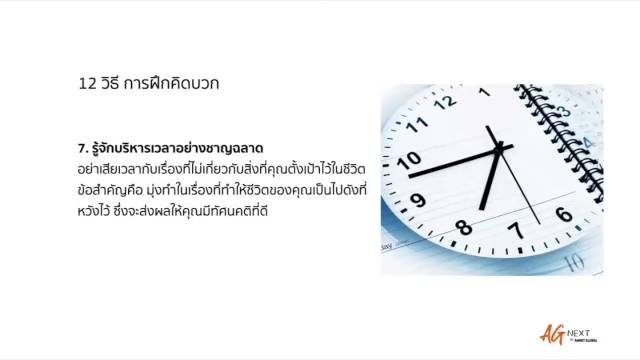 12 วิธี การฝึกคิดบวก
7. รู้จักบริหารเวลาอย่างชาญฉลาด
อย่าเสียเวลากับเรื่องที่ไม่เกี่ยวกับสิ่งที่คุณตั้งเป้าไว้ในชีวิต
ข้อสำคัญคือ มุ่งทำในเรื่องที่ทำให้ชีวิตของคุณเป็นไปดังที่
หวังไว้ ซึ่งจะส่งผลให้คุณมีทัศนคติที่ดี
11 12 1
10
9
8 7 6
10
AG NEXT